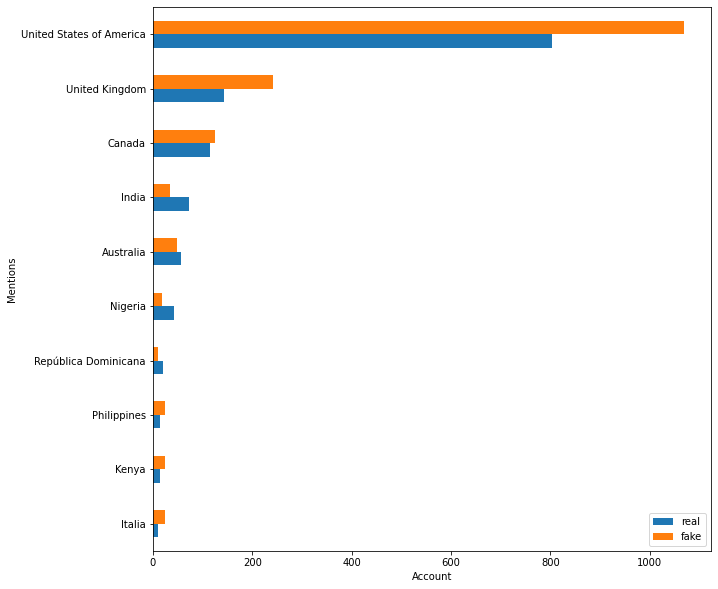 United States of America
United Kingdom
Canada
India
Australia
Nigeria
República Dominicana
Philippines
Kenya
Italia
Mentions
0 200 400 600 800 1000
Account
real
fake